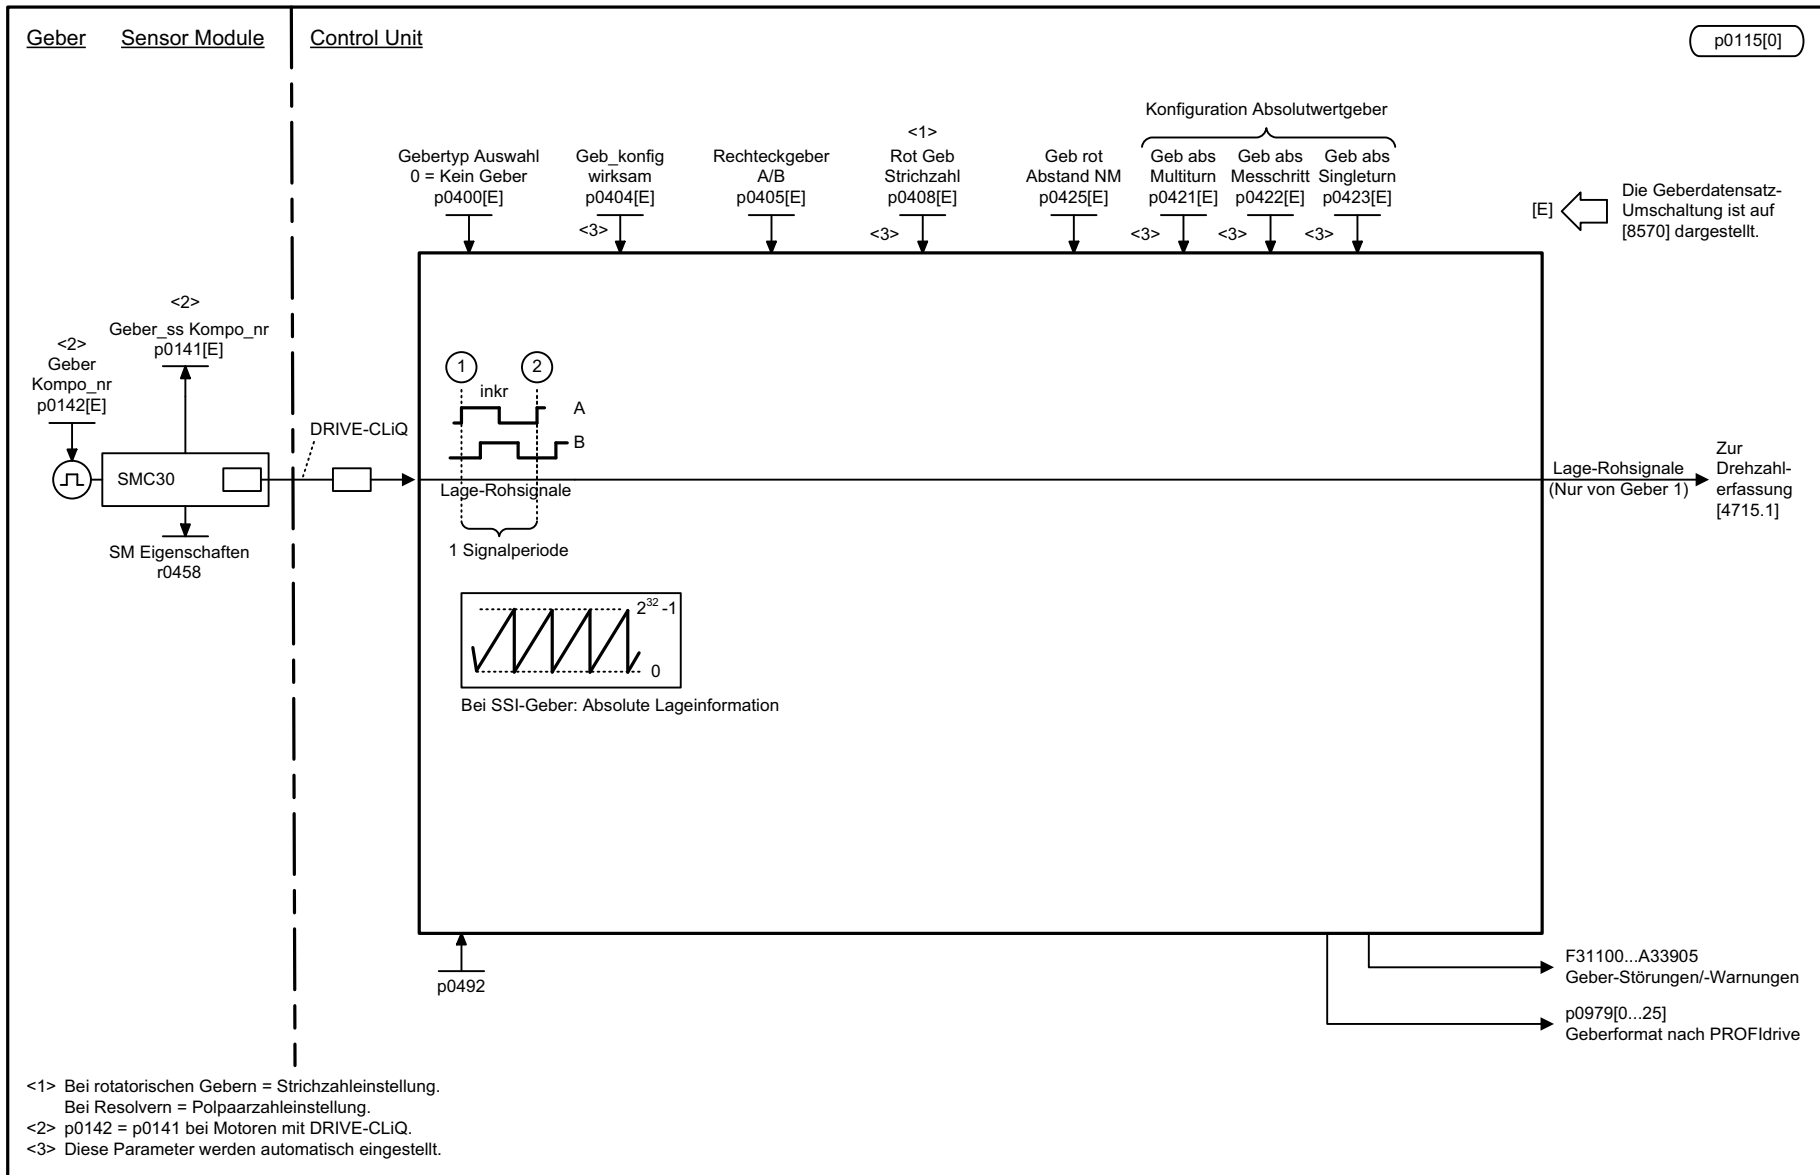 Geber Sensor Module Control Unit
p0115[0]
Konfiguration Absolutwertgeber
Gebertyp Auswahl
0 = Kein Geber
p0400[E]
Geb_konfig
wirksam
p0404[E]
<3>
Rechteckgeber
A/B
p0405[E]
<1>
Rot Geb
Strichzahl
p0408[E]
<3>
Geb rot
Abstand NM
p0425[E]
Geb abs
Multiturn
p0421[E]
<3>
Geb abs
Messchritt
p0422[E]
<3>
Geb abs
Singleturn
p0423[E]
<3>
[E]
Die Geberdatensatz-
Umschaltung ist auf
[8570] dargestellt.
<2>
Geber_ss Kompo_nr
p0141[E]
<2>
Geber
Kompo_nr
p0142[E]
SMC30
SM Eigenschaften
r0458
DRIVE-CLiQ
1
2
inkr
A
B
Lage-Rohsignale
1 Signalperiode
2³² -1
0
Bei SSI-Geber: Absolute Lageinformation
Lage-Rohsignale
(Nur von Geber 1)
Zur
Drehzahl-
erfassung
[4715.1]
p0492
F31100...A33905
Geber-Störungen/-Warnungen
p0979[0...25]
Geberformat nach PROFIdrive
<1> Bei rotatorischen Gebern = Strichzahleinstellung.
Bei Resolvern = Polpaarzahleinstellung.
<2> p0142 = p0141 bei Motoren mit DRIVE-CLiQ.
<3> Diese Parameter werden automatisch eingestellt.